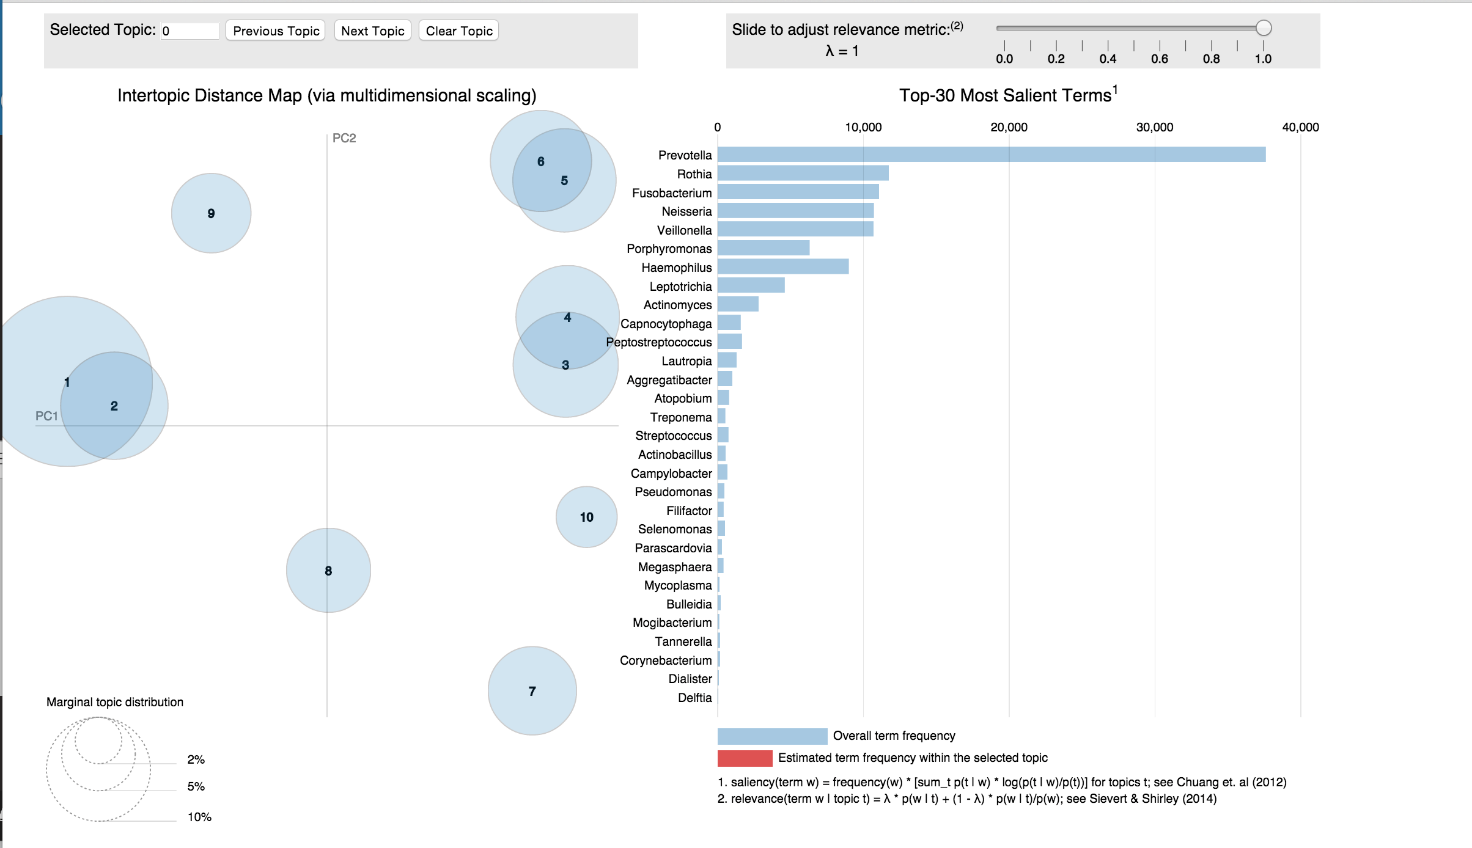 Selected Topic: 0 Previous Topic Next Topic Clear Topic
Slide to adjust relevance metric:(2)
λ = 1
0.0 0.2 0.4 0.6 0.8 1.0
Intertopic Distance Map (via multidimensional scaling)
PC2
PC1
6
5
9
4
3
1
2
10
8
7
Marginal topic distribution
2%
5%
10%
Top-30 Most Salient Terms1
0 10,000 20,000 30,000 40,000
Prevotella
Rothia
Fusobacterium
Neisseria
Veillonella
Porphyromonas
Haemophilus
Leptotrichia
Actinomyces
Capnocytophaga
Peptostreptococcus
Lautropia
Aggregatibacter
Atopobium
Treponema
Streptococcus
Actinobacillus
Campylobacter
Pseudomonas
Filifactor
Selenomonas
Parascardovia
Megasphaera
Mycoplasma
Bulleidia
Mogibacterium
Tannerella
Corynebacterium
Dialister
Delftia
Overall term frequency
Estimated term frequency within the selected topic
1. saliency(term w) = frequency(w) * [sum_t p(t | w) * log(p(t | w)/p(t))] for topics t; see Chuang et. al (2012)
2. relevance(term w | topic t) = λ * p(w | t) + (1 - λ) * p(w | t)/p(w); see Sievert & Shirley (2014)